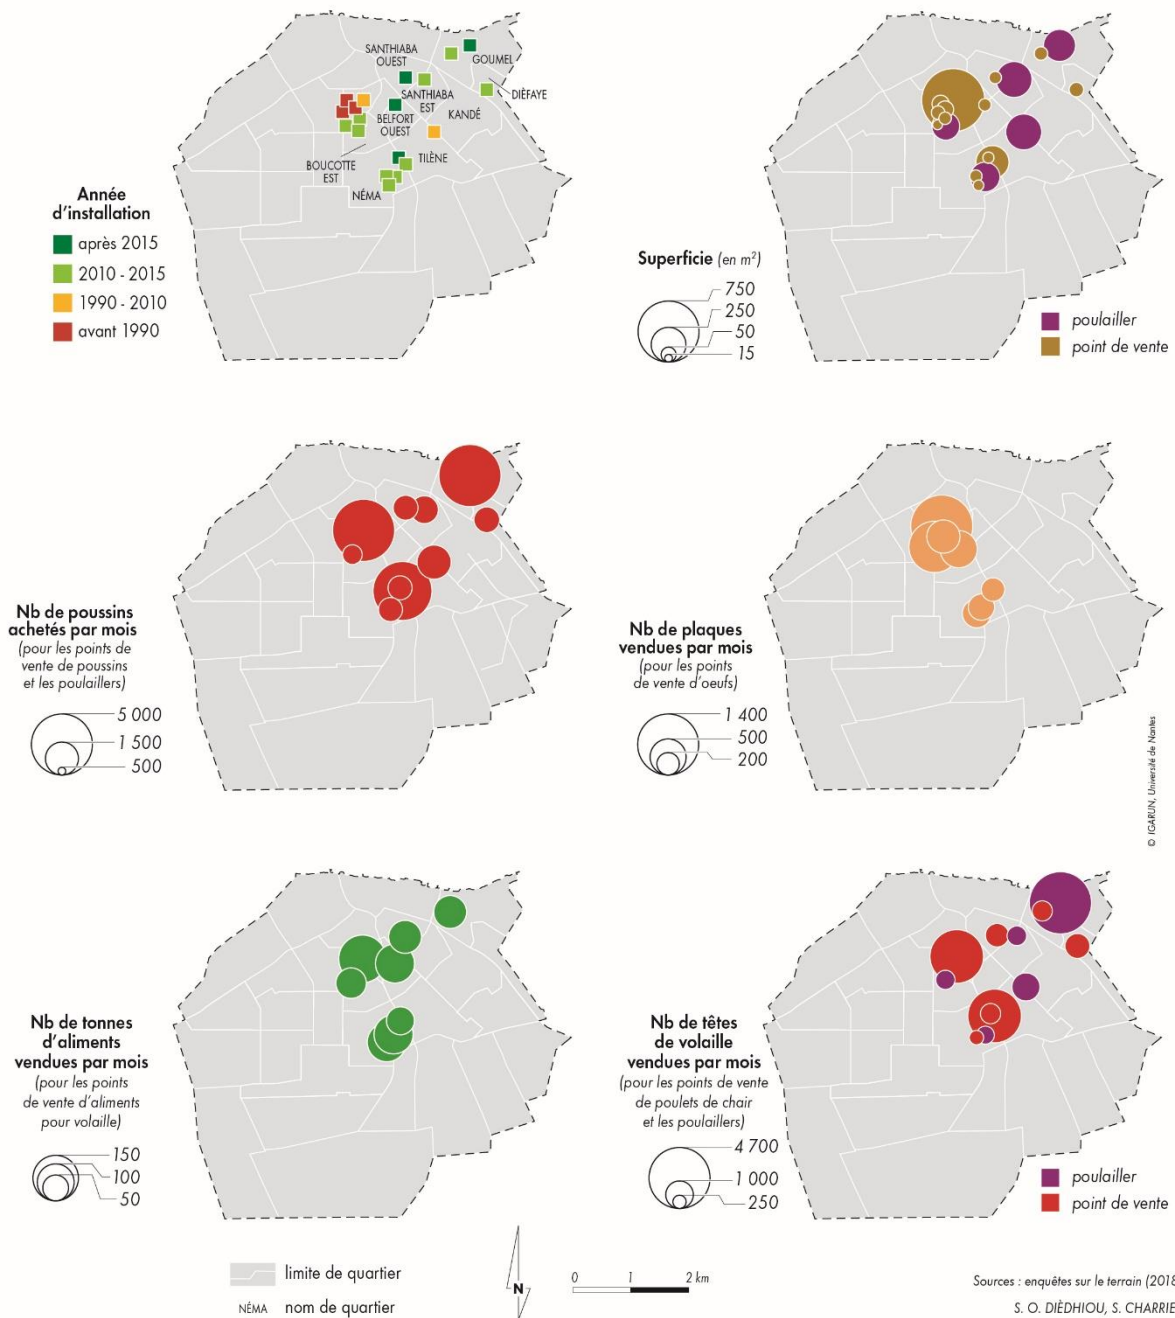 SANTHIABA
OUEST
GOUMEL
DIÈFAYE
SANTHIABA
EST
KANDÉ
BELFORT
OUEST
BOUCOTTE
EST
TILÈNE
NÉMA
Année
d'installation
après 2015
2010 - 2015
1990 - 2010
avant 1990
Superficie (en m²)
750
250
50
15
poulailler
point de vente
Nb de poussins
achetés par mois
(pour les points de
vente de poussins
et les poulaillers)
5 000
1 500
500
Nb de plaques
vendues par mois
(pour les points
de vente d'oeufs)
1 400
500
200
© IGARUN, Université de Nantes
Nb de tonnes
d'aliments
vendues par mois
(pour les points
de vente d'aliments
pour volaille)
150
100
50
Nb de têtes
de volaille
vendues par mois
(pour les points de vente
de poulets de chair
et les poulaillers)
4 700
1 000
250
poulailler
point de vente
limite de quartier
NÉMA nom de quartier
N
0 1 2 km
Sources : enquêtes sur le terrain (2018
S. O. DIÈDHIOU, S. CHARRIE